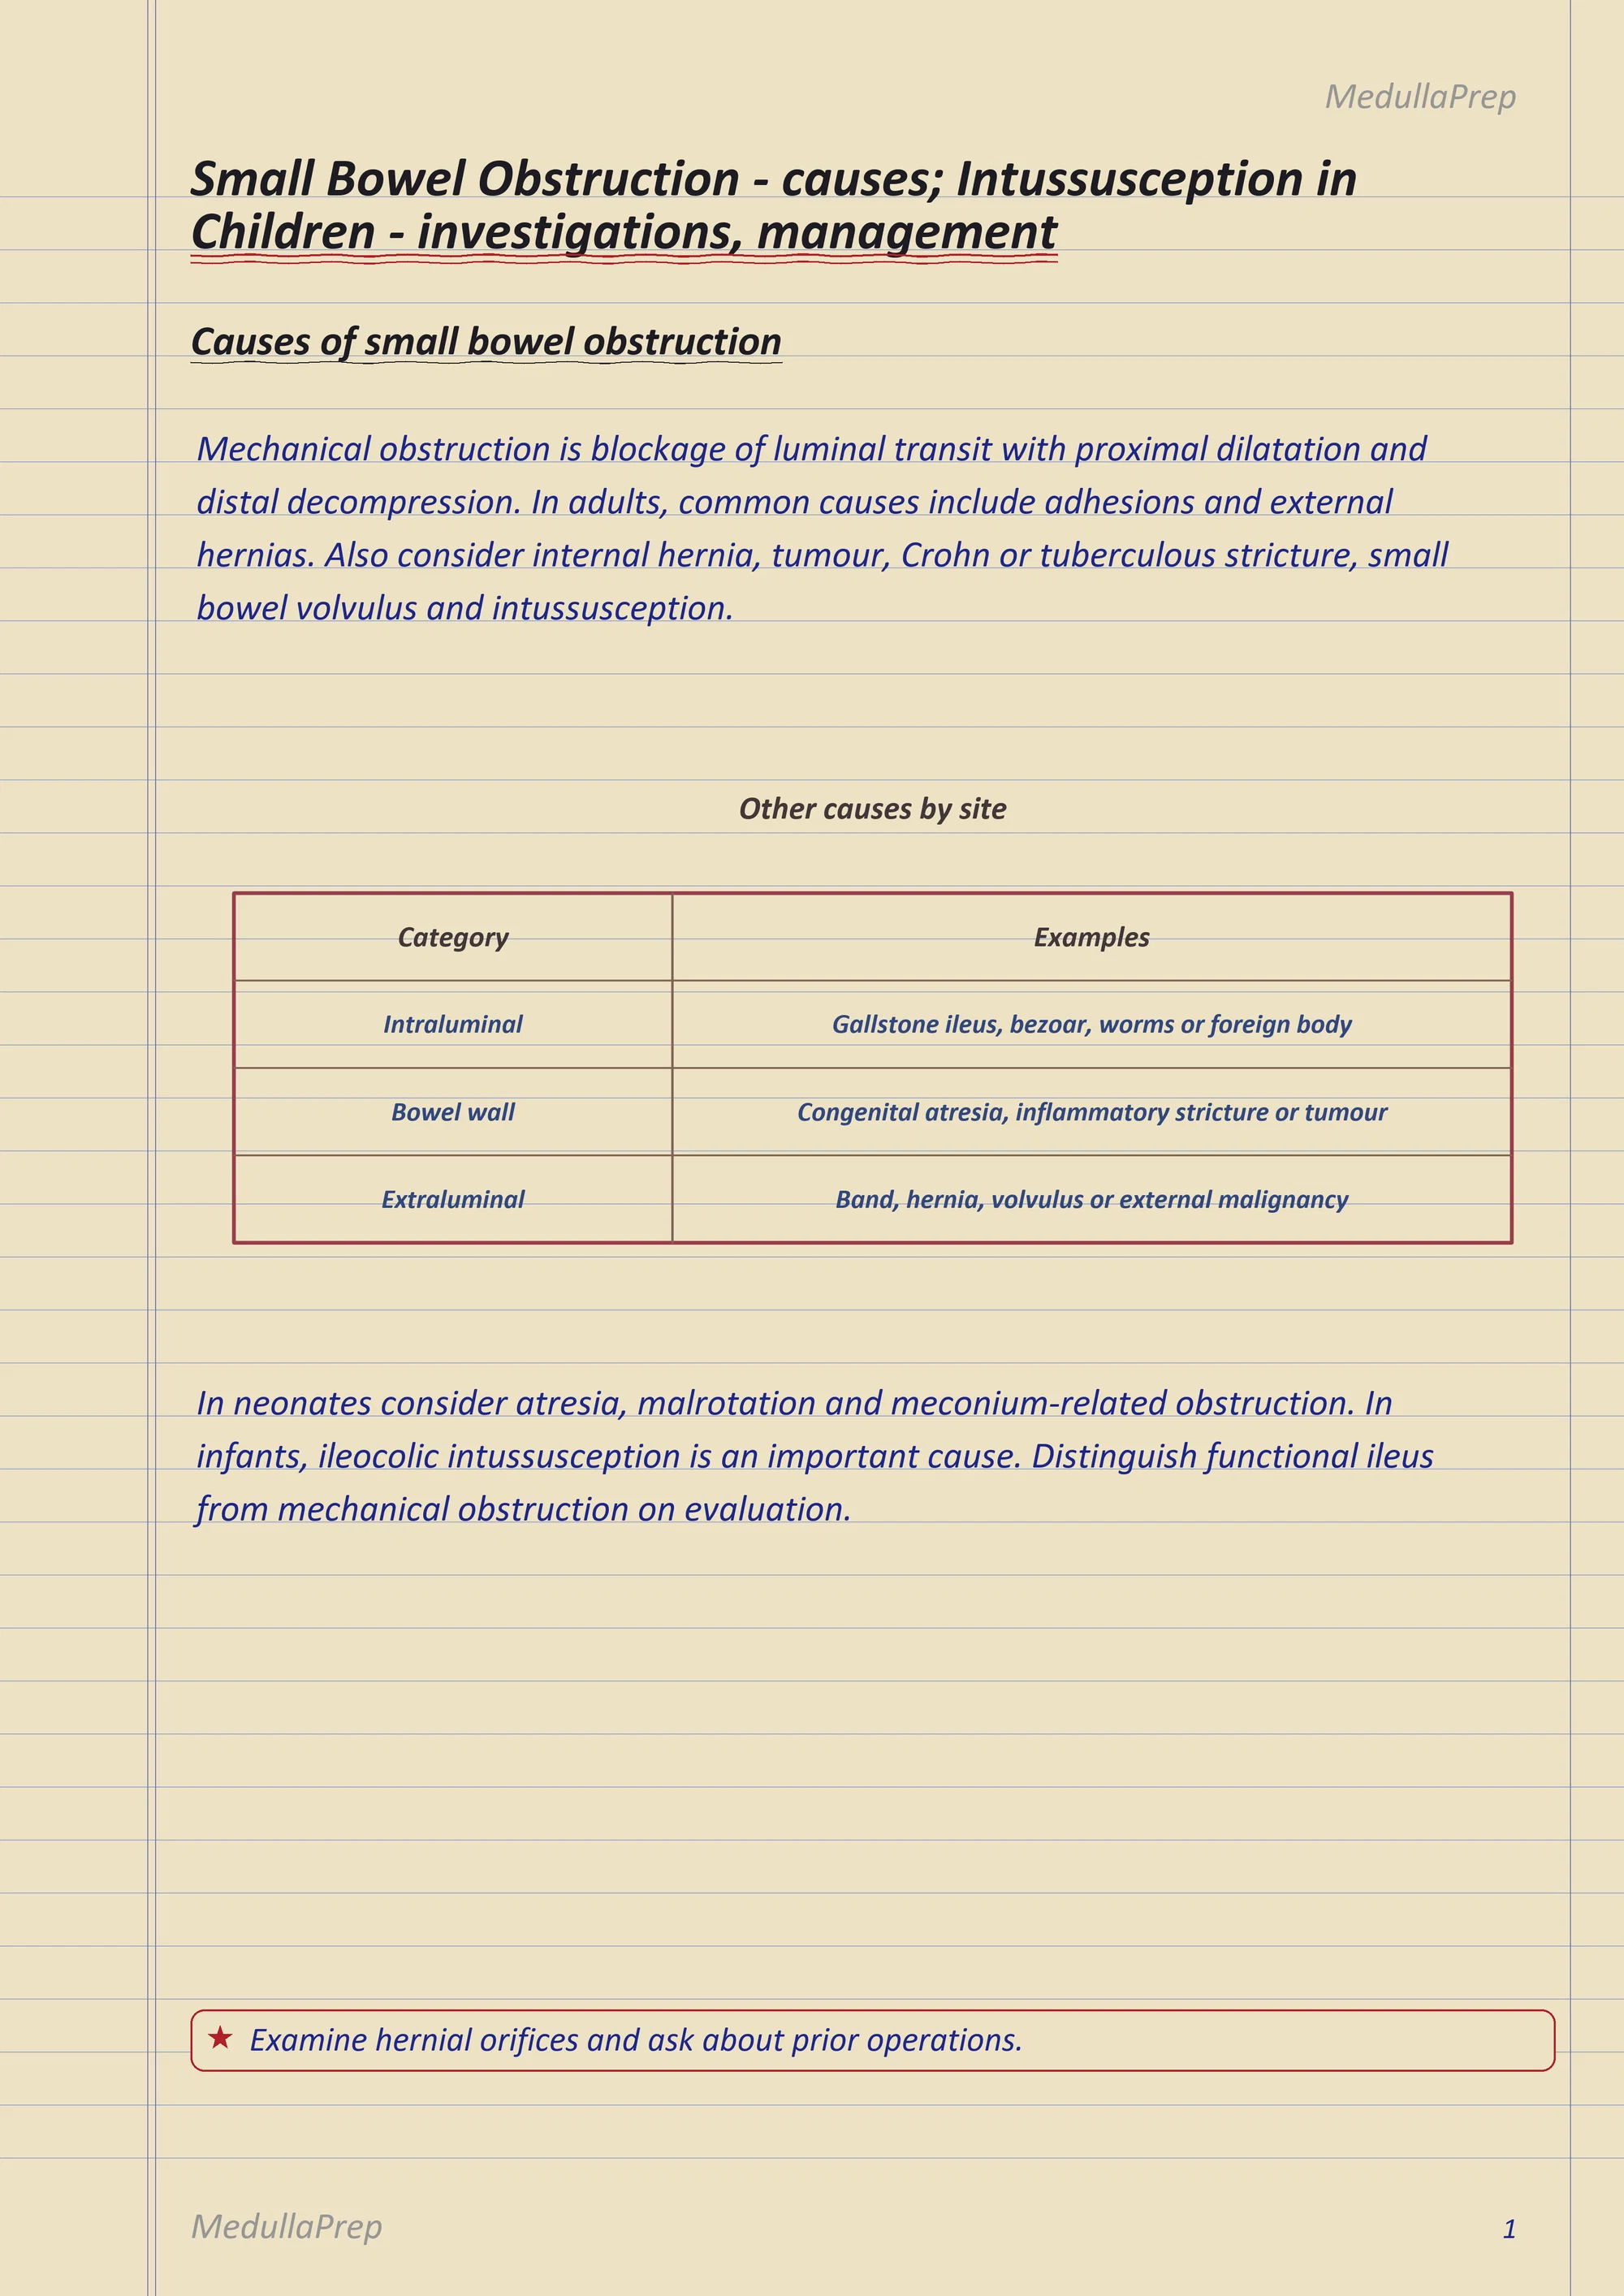 MedullaPrep
Small Bowel Obstruction - causes; Intussusception in
Children - investigations, management
Causes of small bowel obstruction
Mechanical obstruction is blockage of luminal transit with proximal dilatation and
distal decompression. In adults, common causes include adhesions and external
hernias. Also consider internal hernia, tumour, Crohn or tuberculous stricture, small
bowel volvulus and intussusception.
Other causes by site
Category Examples
Intraluminal Gallstone ileus, bezoar, worms or foreign body
Bowel wall Congenital atresia, inflammatory stricture or tumour
Extraluminal Band, hernia, volvulus or external malignancy
In neonates consider atresia, malrotation and meconium-related obstruction. In
infants, ileocolic intussusception is an important cause. Distinguish functional ileus
from mechanical obstruction on evaluation.
★ Examine hernial orifices and ask about prior operations.
MedullaPrep 1